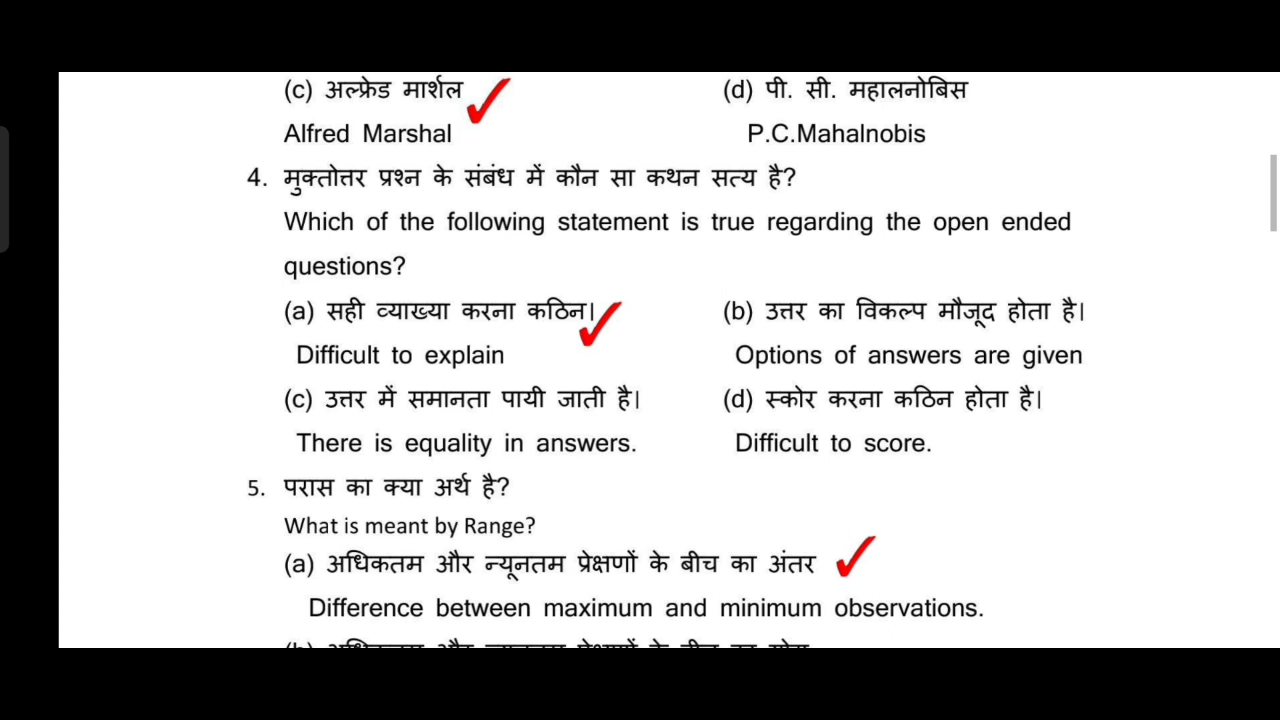 (c) अल्फ्रेड मार्शल (d) पी. सी. महालनोबिस
Alfred Marshal P.C.Mahalnobis
4. मुक्तोत्तर प्रश्न के संबंध में कौन सा कथन सत्य है?
Which of the following statement is true regarding the open ended
questions?
(a) सही व्याख्या करना कठिन। (b) उत्तर का विकल्प मौजूद होता है।
Difficult to explain Options of answers are given
(c) उत्तर में समानता पायी जाती है। (d) स्कोर करना कठिन होता है।
There is equality in answers. Difficult to score.
5. परास का क्या अर्थ है?
What is meant by Range?
(a) अधिकतम और न्यूनतम प्रेक्षणों के बीच का अंतर
Difference between maximum and minimum observations.